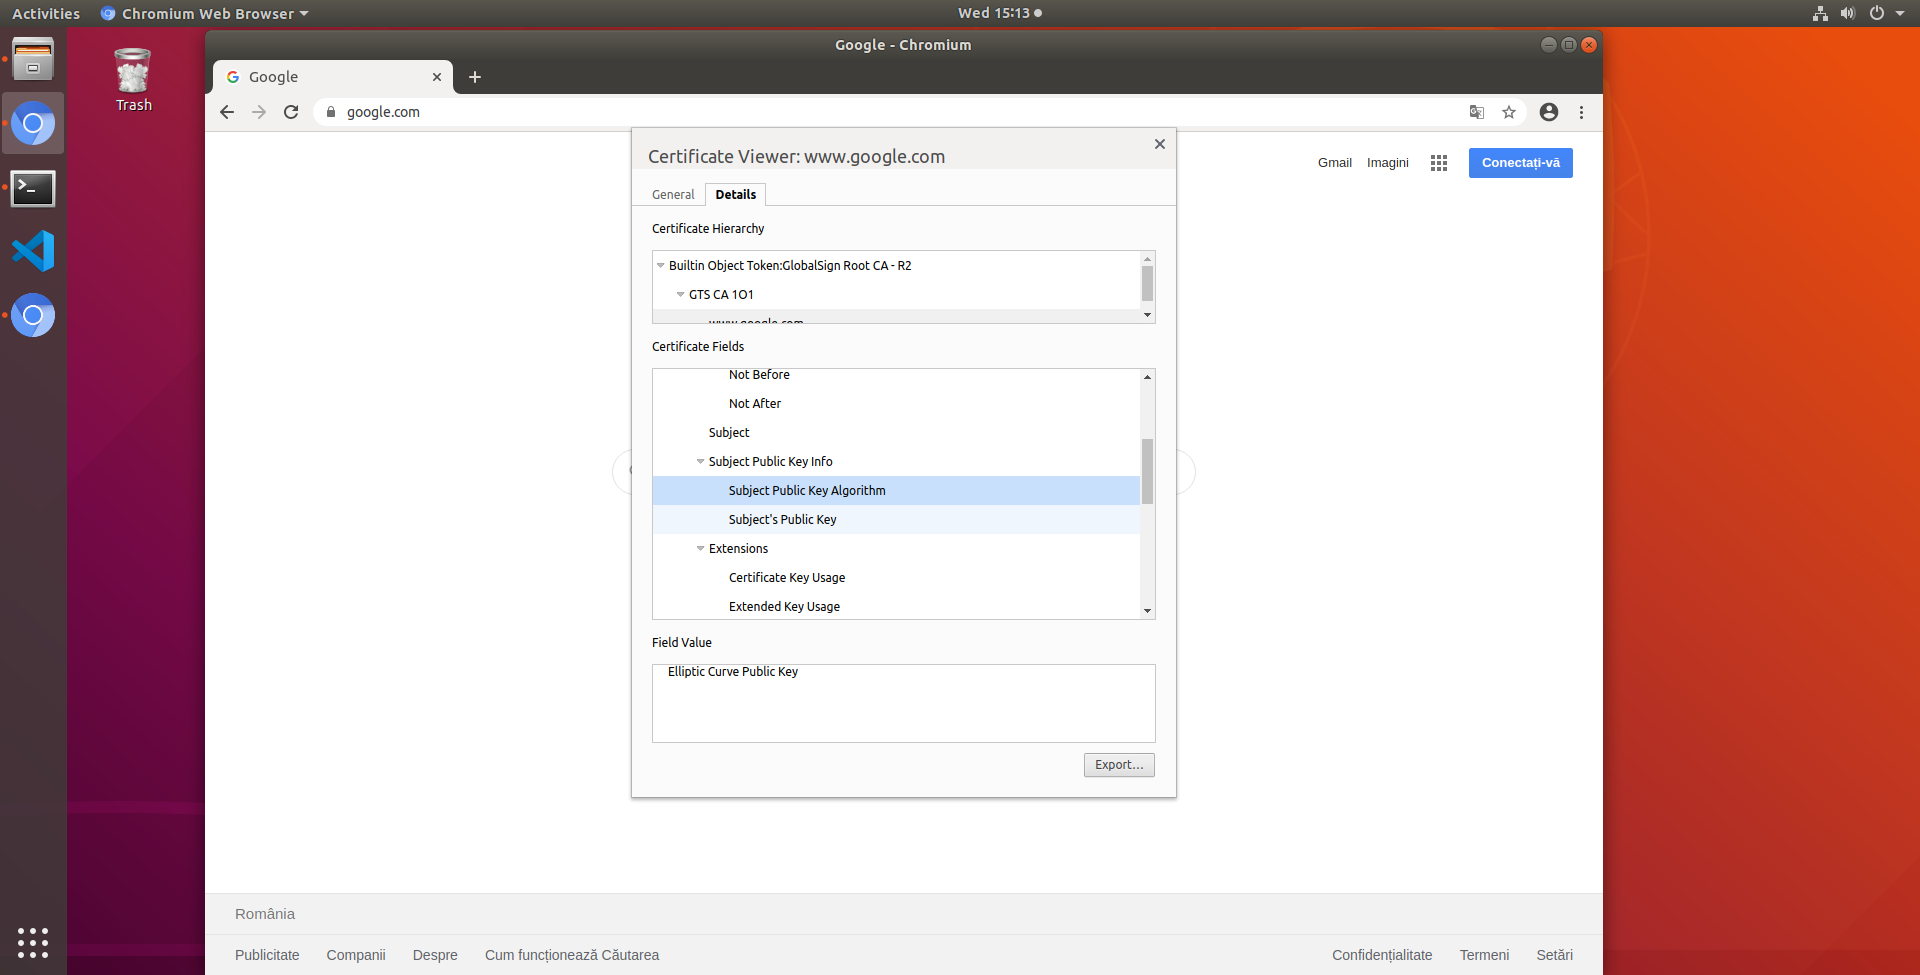 Activities
Chromium Web Browser
Wed 15:13
Trash
Google - Chromium
Google
google.com
Gmail
Imagini
Conectați-vă
Certificate Viewer: www.google.com
General
Details
Certificate Hierarchy
Builtin Object Token:GlobalSign Root CA - R2
GTS CA 1O1
www.google.com
Certificate Fields
Not Before
Not After
Subject
Subject Public Key Info
Subject Public Key Algorithm
Subject's Public Key
Extensions
Certificate Key Usage
Extended Key Usage
Field Value
Elliptic Curve Public Key
Export...
România
Publicitate
Companii
Despre
Cum funcționează Căutarea
Confidențialitate
Termeni
Setări